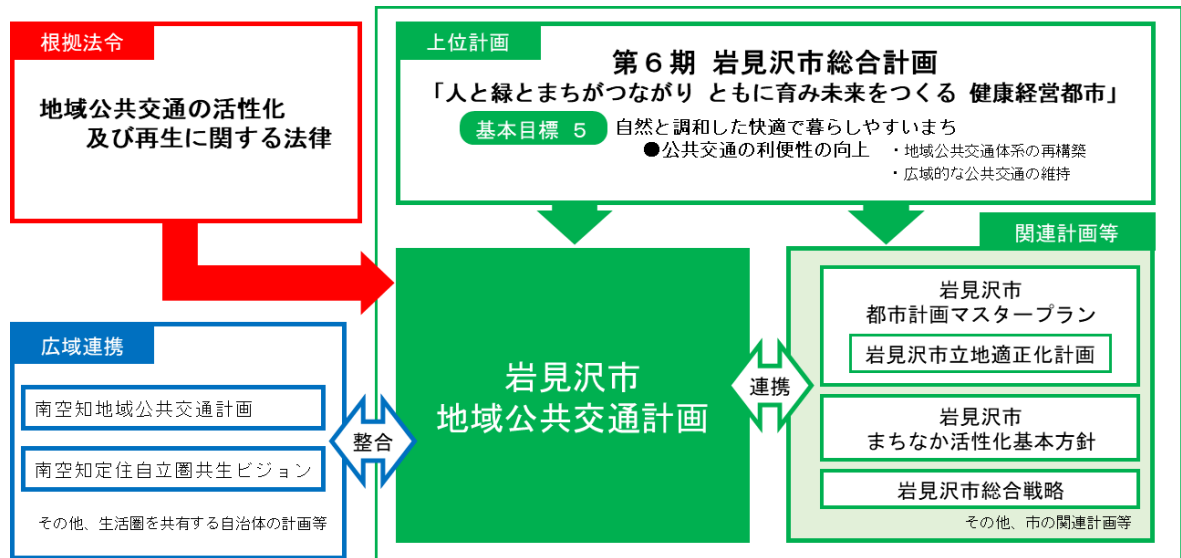 根拠法令
地域公共交通の活性化
及び再生に関する法律
上位計画
第6期 岩見沢市総合計画
「人と緑とまちがつながり ともに育み未来をつくる 健康経営都市」
基本目標 5 自然と調和した快適で暮らしやすいまち
●公共交通の利便性の向上 ・地域公共交通体系の再構築
・広域的な公共交通の維持
広域連携
南空知地域公共交通計画
南空知定住自立圏共生ビジョン
その他、生活圏を共有する自治体の計画等
整合
岩見沢市
地域公共交通計画
連携
関連計画等
岩見沢市
都市計画マスタープラン
岩見沢市立地適正化計画
岩見沢市
まちなか活性化基本方針
岩見沢市総合戦略
その他、市の関連計画等